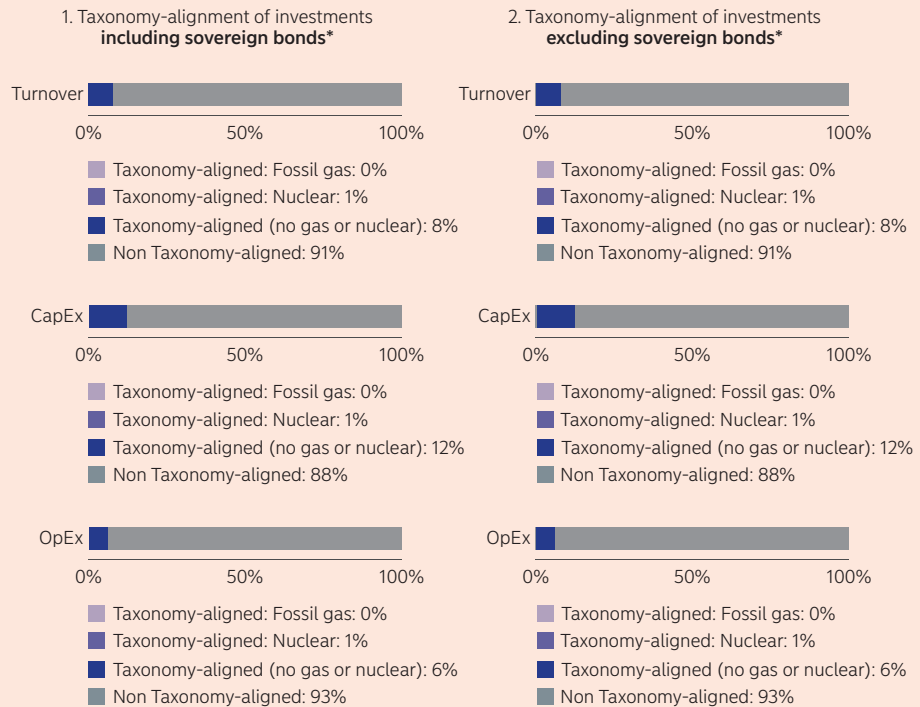 1. Taxonomy-alignment of investments
including sovereign bonds*
Turnover
0% 50% 100%
Taxonomy-aligned: Fossil gas: 0%
Taxonomy-aligned: Nuclear: 1%
Taxonomy-aligned (no gas or nuclear): 8%
Non Taxonomy-aligned: 91%
CapEx
0% 50% 100%
Taxonomy-aligned: Fossil gas: 0%
Taxonomy-aligned: Nuclear: 1%
Taxonomy-aligned (no gas or nuclear): 12%
Non Taxonomy-aligned: 88%
OpEx
0% 50% 100%
Taxonomy-aligned: Fossil gas: 0%
Taxonomy-aligned: Nuclear: 1%
Taxonomy-aligned (no gas or nuclear): 6%
Non Taxonomy-aligned: 93%
2. Taxonomy-alignment of investments
excluding sovereign bonds*
Turnover
0% 50% 100%
Taxonomy-aligned: Fossil gas: 0%
Taxonomy-aligned: Nuclear: 1%
Taxonomy-aligned (no gas or nuclear): 8%
Non Taxonomy-aligned: 91%
CapEx
0% 50% 100%
Taxonomy-aligned: Fossil gas: 0%
Taxonomy-aligned: Nuclear: 1%
Taxonomy-aligned (no gas or nuclear): 12%
Non Taxonomy-aligned: 88%
OpEx
0% 50% 100%
Taxonomy-aligned: Fossil gas: 0%
Taxonomy-aligned: Nuclear: 1%
Taxonomy-aligned (no gas or nuclear): 6%
Non Taxonomy-aligned: 93%